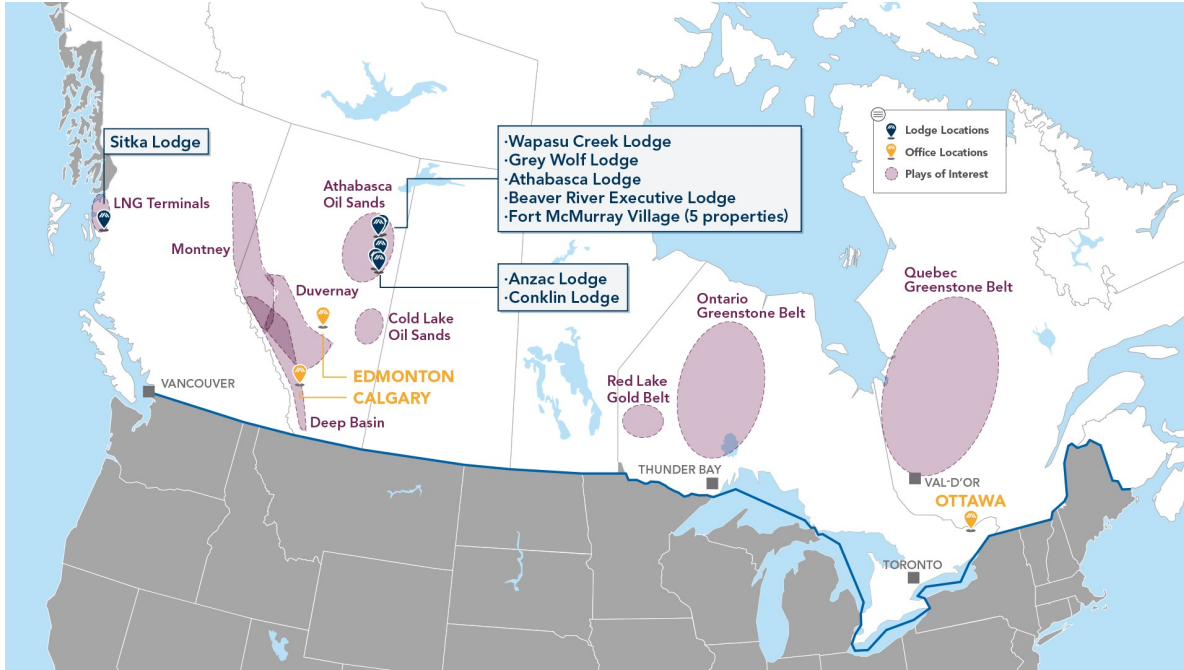 Sitka Lodge
LNG Terminals
Montney
Athabasca
Oil Sands
·Wapasu Creek Lodge
·Grey Wolf Lodge
·Athabasca Lodge
·Beaver River Executive Lodge
·Fort McMurray Village (5 properties)
·Anzac Lodge
·Conklin Lodge
Lodge Locations
Office Locations
Plays of Interest
Duvernay
Cold Lake
Oil Sands
EDMONTON
CALGARY
Deep Basin
VANCOUVER
Ontario
Greenstone Belt
Quebec
Greenstone Belt
Red Lake
Gold Belt
THUNDER BAY
VAL-D'OR
OTTAWA
TORONTO